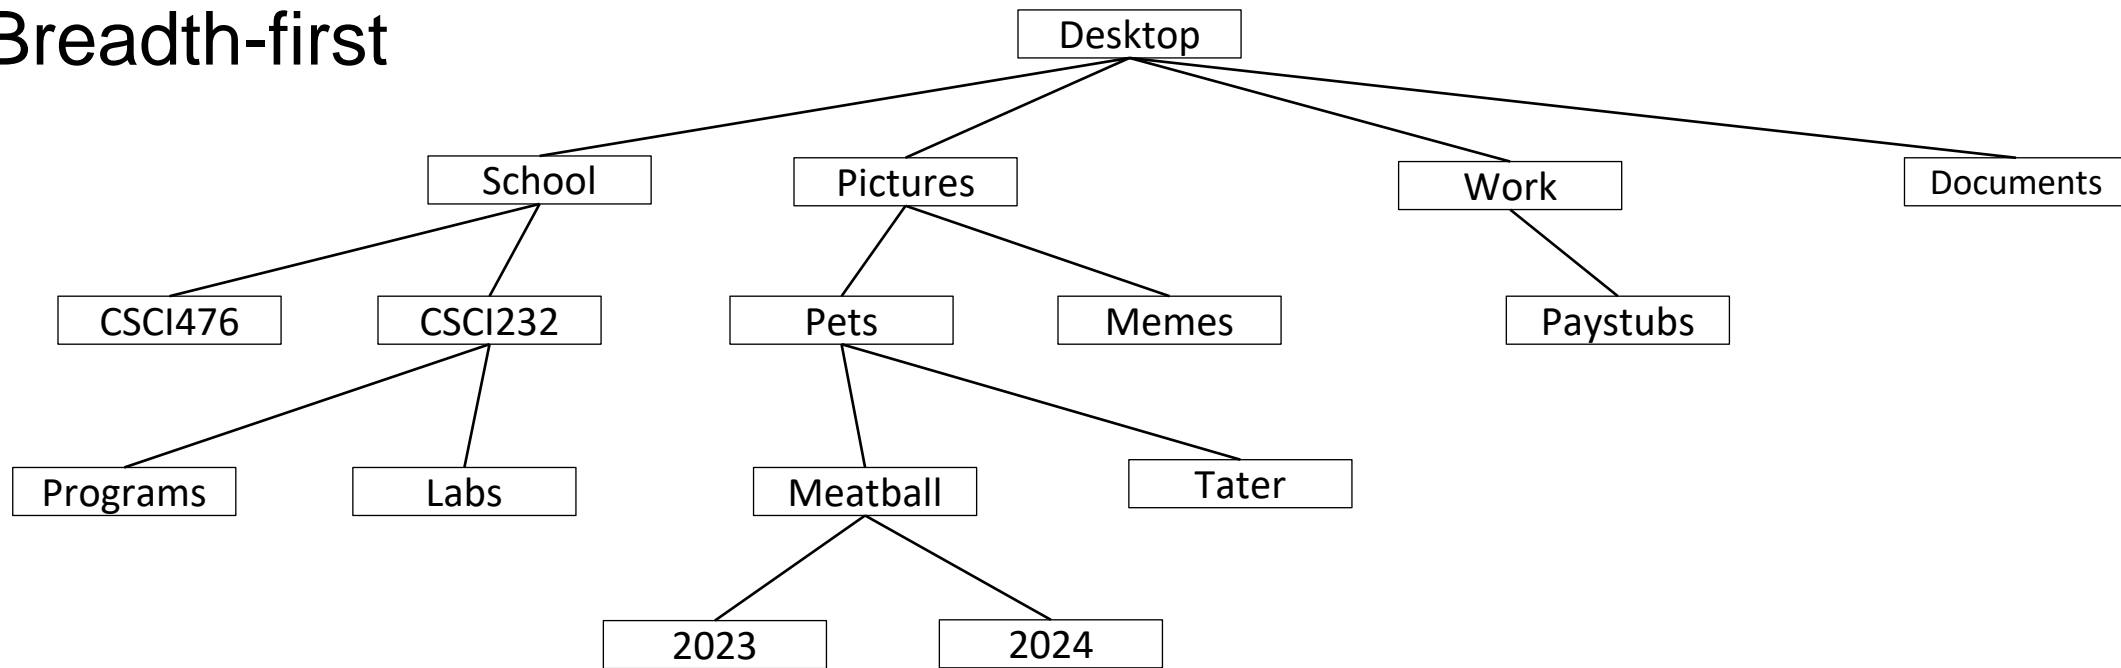 Breadth-first
Desktop
School
Pictures
Work
Documents
CSCI476
CSCI232
Pets
Memes
Paystubs
Programs
Labs
Meatball
Tater
2023
2024